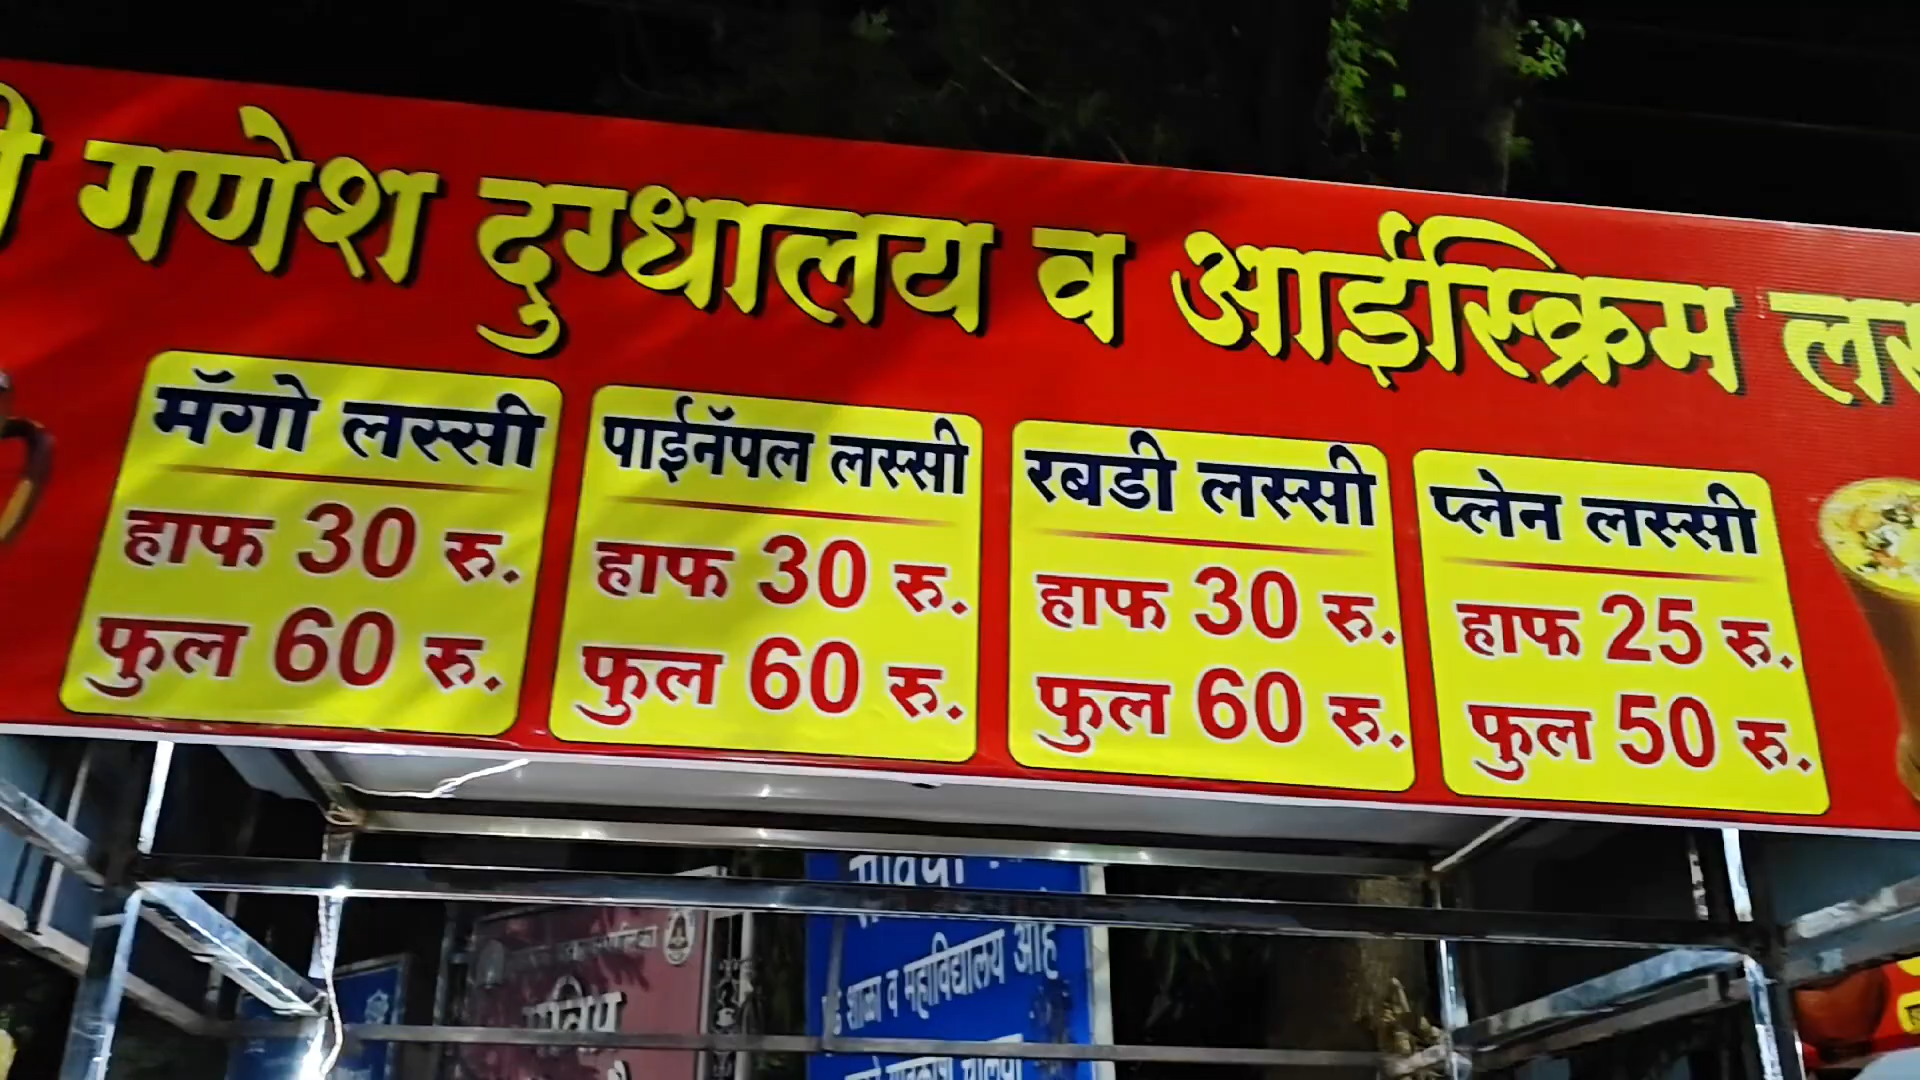 गणेश दुग्धालय व आईस्क्रिम
मॅगो लस्सी
हाफ 30 रु.
फुल 60 रु.
पाईनॅपल लस्सी
हाफ 30 रु.
फुल 60 रु.
रबडी लस्सी
हाफ 30 रु.
फुल 60 रु.
प्लेन लस्सी
हाफ 25 रु.
फुल 50 रु.
शाळा व महाविद्यालय आहे